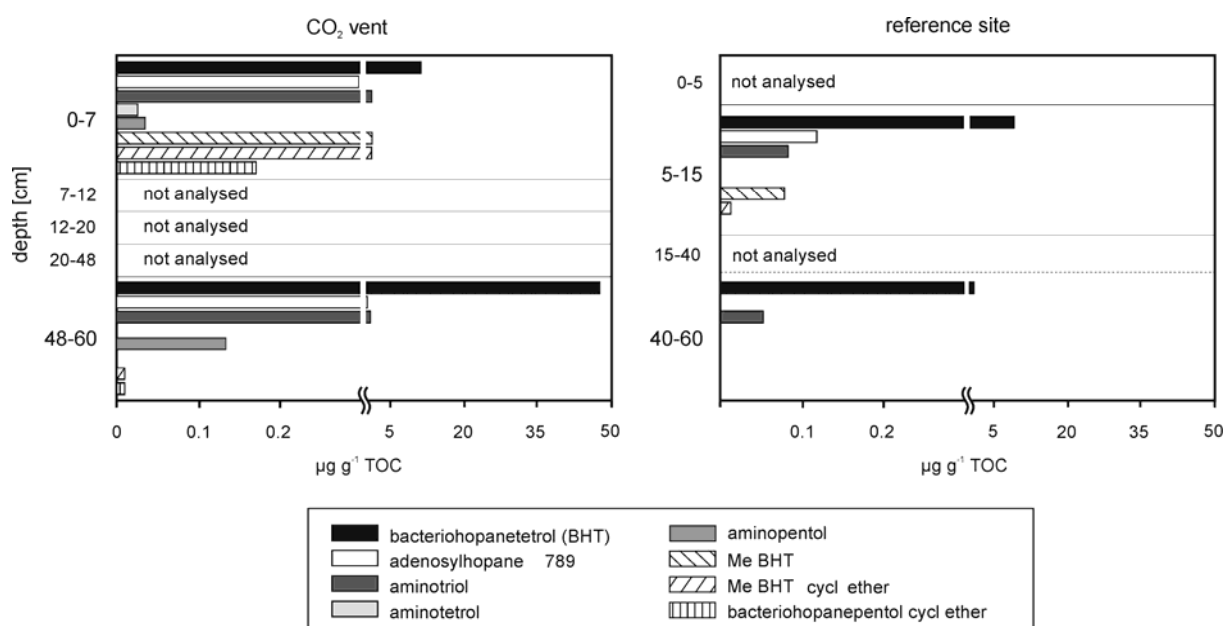 CO₂ vent
reference site
depth [cm]
0-7
7-12 not analysed
12-20 not analysed
20-48 not analysed
48-60
0 0.1 0.2 5 20 35 50
µg g⁻¹ TOC
0-5 not analysed
5-15
15-40 not analysed
40-60
0.1 0.2 5 20 35 50
µg g⁻¹ TOC
bacteriohopanetetrol (BHT)
adenosylhopane 789
aminotriol
aminotetrol
aminopentol
Me BHT
Me BHT cycl ether
bacteriohopanepentol cycl ether